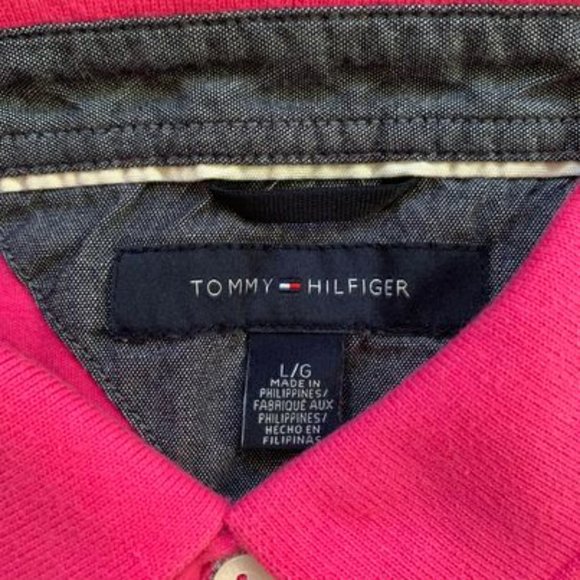 TOMMY HILFIGER
L/G
MADE IN
PHILIPPINES/
FABRIQUÉ AUX
PHILIPPINES/
HECHO EN
FILIPINAS